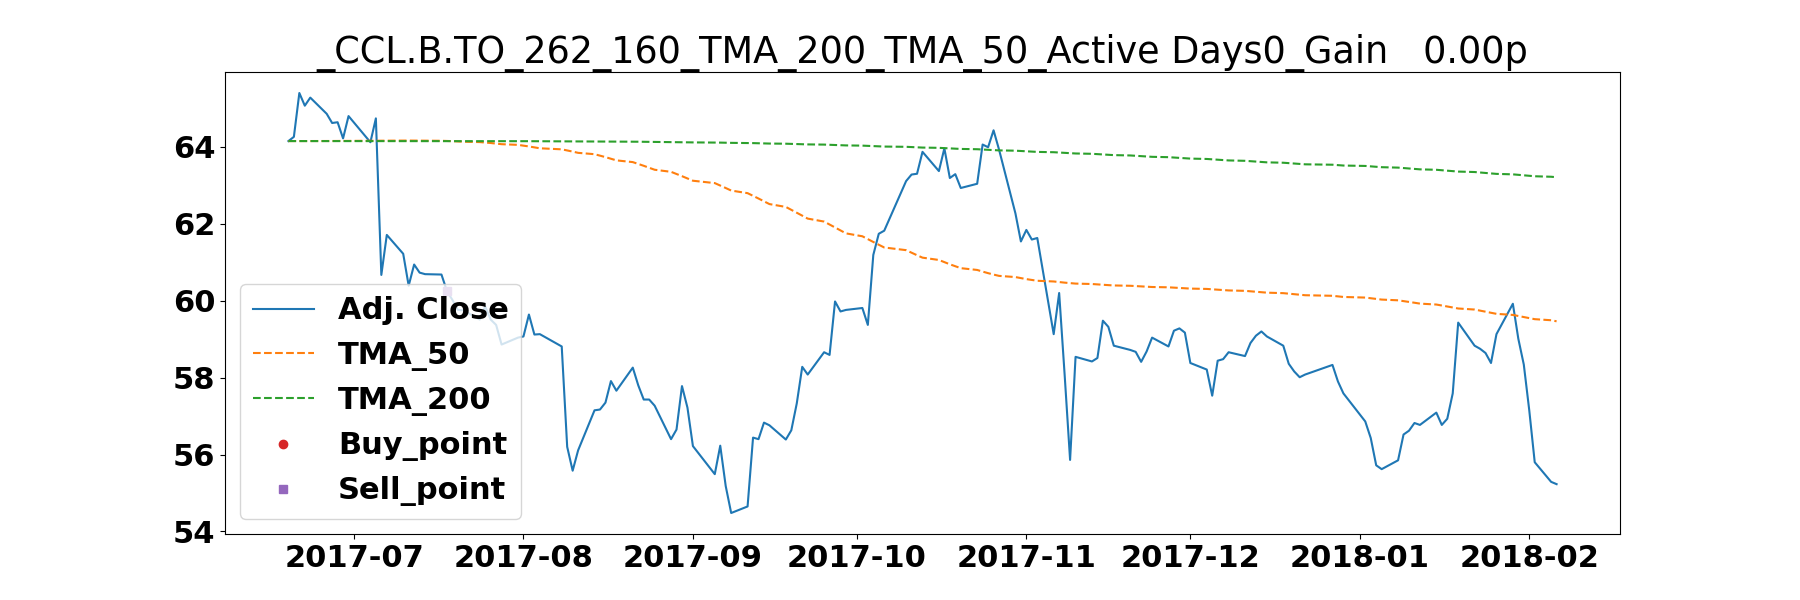 _CCL.B.TO_262_160_TMA_200_TMA_50_Active Days0_Gain   0.00p
64
62
60
58
56
54
Adj. Close
TMA_50
TMA_200
Buy_point
Sell_point
2017-07 2017-08 2017-09 2017-10 2017-11 2017-12 2018-01 2018-02